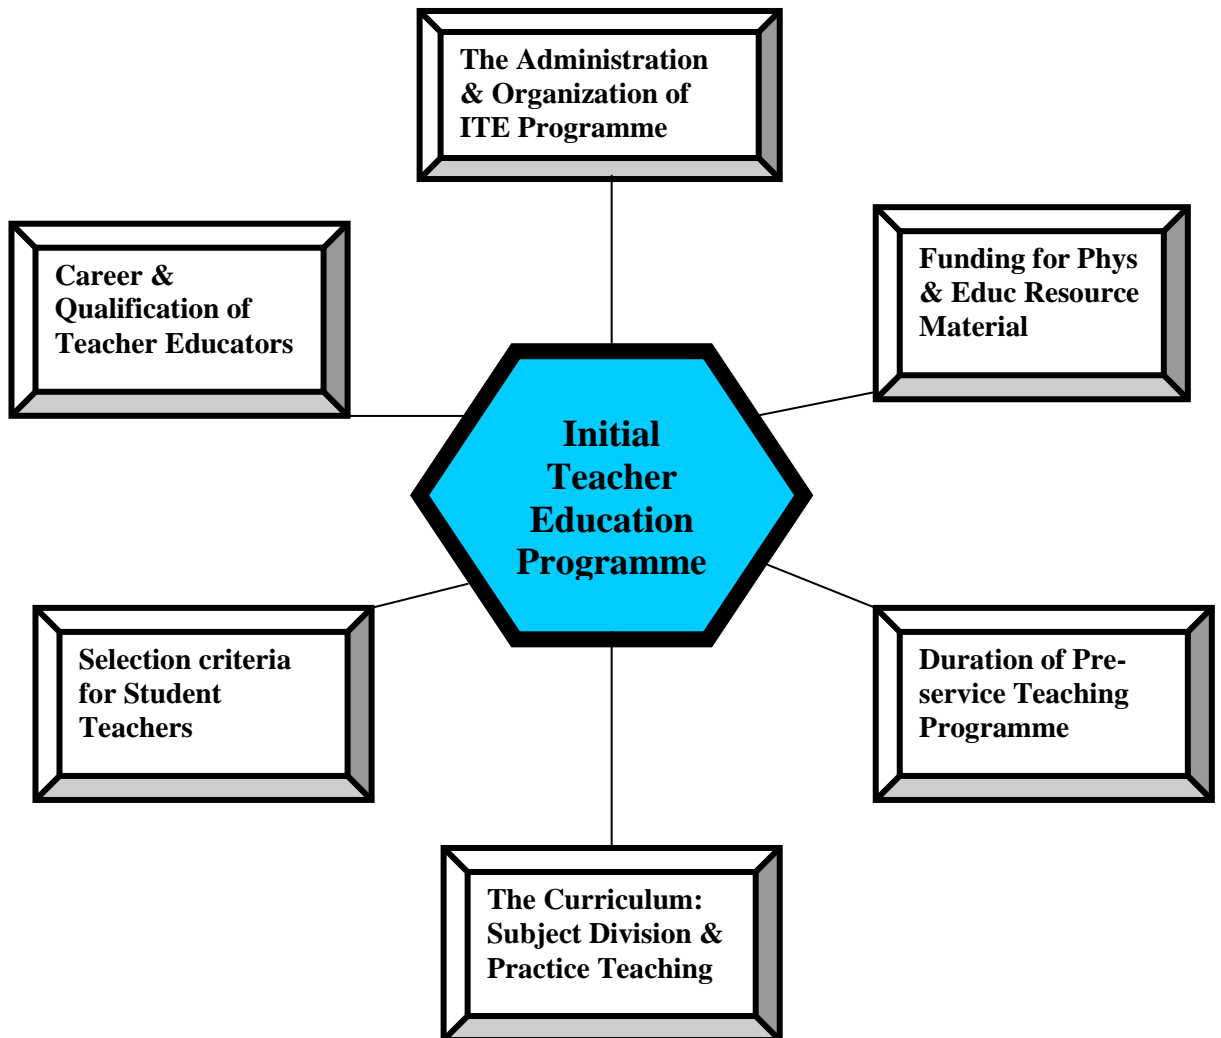 The Administration
& Organization of
ITE Programme
Career &
Qualification of
Teacher Educators
Funding for Phys
& Educ Resource
Material
Initial
Teacher
Education
Programme
Selection criteria
for Student
Teachers
Duration of Pre-
service Teaching
Programme
The Curriculum:
Subject Division &
Practice Teaching